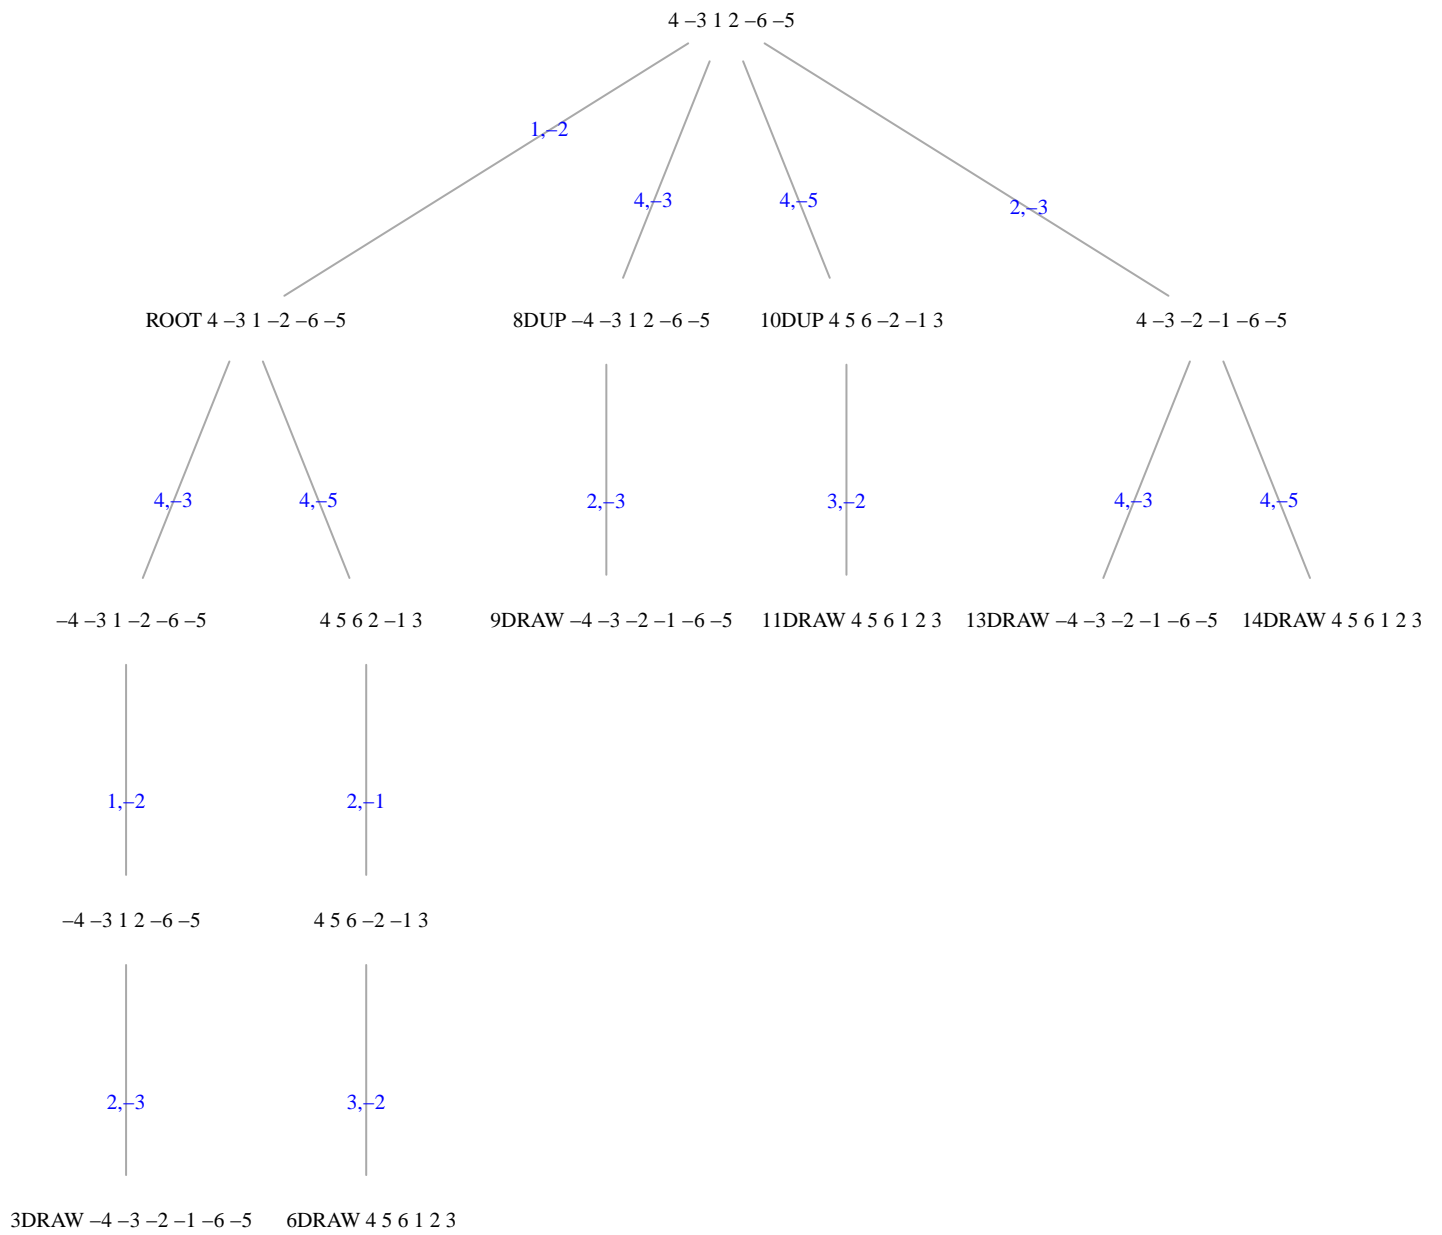 4 –3 1 2 –6 –5
1,–2
4,–3
4,–5
2,–3
ROOT 4 –3 1 –2 –6 –5
8DUP –4 –3 1 2 –6 –5
10DUP 4 5 6 –2 –1 3
4 –3 –2 –1 –6 –5
4,–3
4,–5
2,–3
3,–2
4,–3
4,–5
–4 –3 1 –2 –6 –5
4 5 6 2 –1 3
9DRAW –4 –3 –2 –1 –6 –5
11DRAW 4 5 6 1 2 3
13DRAW –4 –3 –2 –1 –6 –5
14DRAW 4 5 6 1 2 3
1,–2
2,–1
–4 –3 1 2 –6 –5
4 5 6 –2 –1 3
2,–3
3,–2
3DRAW –4 –3 –2 –1 –6 –5
6DRAW 4 5 6 1 2 3